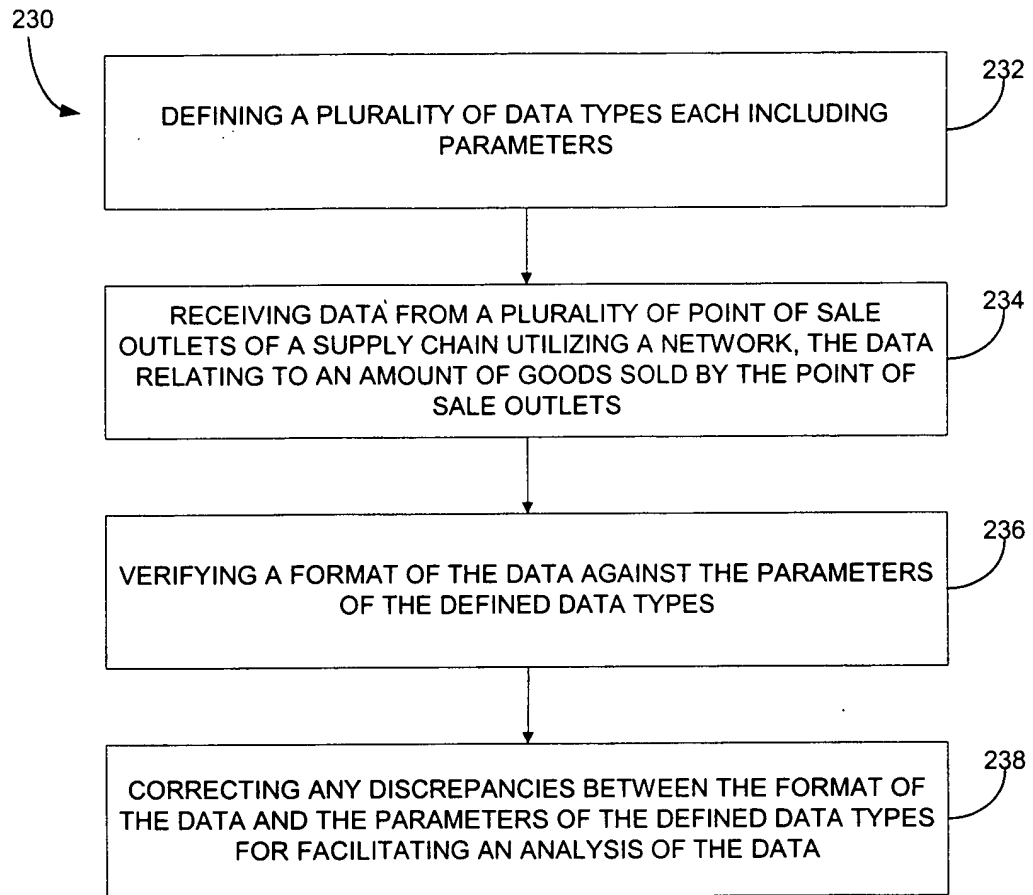 230
232
DEFINING A PLURALITY OF DATA TYPES EACH INCLUDING
PARAMETERS
234
RECEIVING DATA FROM A PLURALITY OF POINT OF SALE
OUTLETS OF A SUPPLY CHAIN UTILIZING A NETWORK, THE DATA
RELATING TO AN AMOUNT OF GOODS SOLD BY THE POINT OF
SALE OUTLETS
236
VERIFYING A FORMAT OF THE DATA AGAINST THE PARAMETERS
OF THE DEFINED DATA TYPES
238
CORRECTING ANY DISCREPANCIES BETWEEN THE FORMAT OF
THE DATA AND THE PARAMETERS OF THE DEFINED DATA TYPES
FOR FACILITATING AN ANALYSIS OF THE DATA